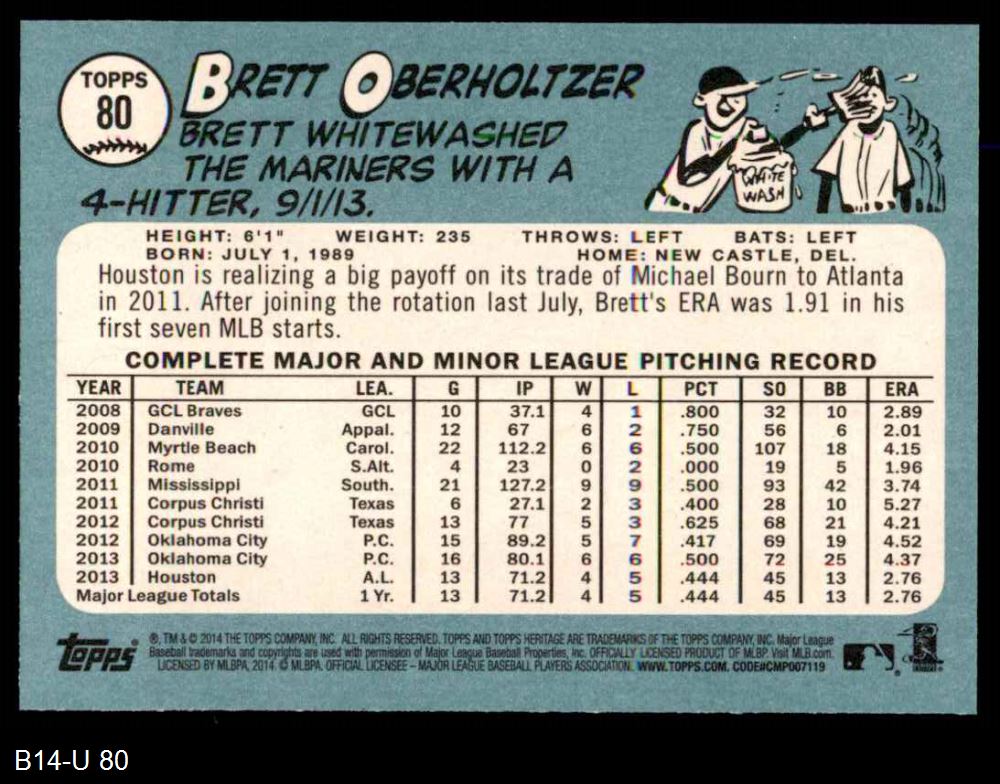 TOPPS
80
BRETT OBERHOLTZER
BRETT WHITEWASHED
THE MARINERS WITH A
4-HITTER, 9/1/13.
WHITE
WASH
HEIGHT: 6'1" WEIGHT: 235 THROWS: LEFT BATS: LEFT
BORN: JULY 1, 1989 HOME: NEW CASTLE, DEL.
Houston is realizing a big payoff on its trade of Michael Bourn to Atlanta
in 2011. After joining the rotation last July, Brett's ERA was 1.91 in his
first seven MLB starts.
COMPLETE MAJOR AND MINOR LEAGUE PITCHING RECORD
YEAR TEAM LEA. G IP W L PCT SO BB ERA
2008 GCL Braves GCL 10 37.1 4 1 .800 32 10 2.89
2009 Danville Appal. 12 67 6 2 .750 56 6 2.01
2010 Myrtle Beach Carol. 22 112.2 6 6 .500 107 18 4.15
2010 Rome S.Alt. 4 23 0 2 .000 19 5 1.96
2011 Mississippi South. 21 127.2 9 9 .500 93 42 3.74
2011 Corpus Christi Texas 6 27.1 2 3 .400 28 10 5.27
2012 Corpus Christi Texas 13 77 5 3 .625 68 21 4.21
2012 Oklahoma City P.C. 15 89.2 5 7 .417 69 19 4.52
2013 Oklahoma City P.C. 16 80.1 6 6 .500 72 25 4.37
2013 Houston A.L. 13 71.2 4 5 .444 45 13 2.76
Major League Totals 1 Yr. 13 71.2 4 5 .444 45 13 2.76
topps
®, TM & © 2014 THE TOPPS COMPANY, INC. ALL RIGHTS RESERVED. TOPPS AND TOPPS HERITAGE ARE TRADEMARKS OF THE TOPPS COMPANY, INC. Major League
Baseball trademarks and copyrights are used with permission of Major League Baseball Properties, Inc. OFFICIALLY LICENSED PRODUCT OF MLBP. Visit MLB.com.
LICENSED BY MLBPA, 2014. © MLBPA. OFFICIAL LICENSEE – MAJOR LEAGUE BASEBALL PLAYERS ASSOCIATION. WWW.TOPPS.COM. CODE#CMP007119
B14-U 80